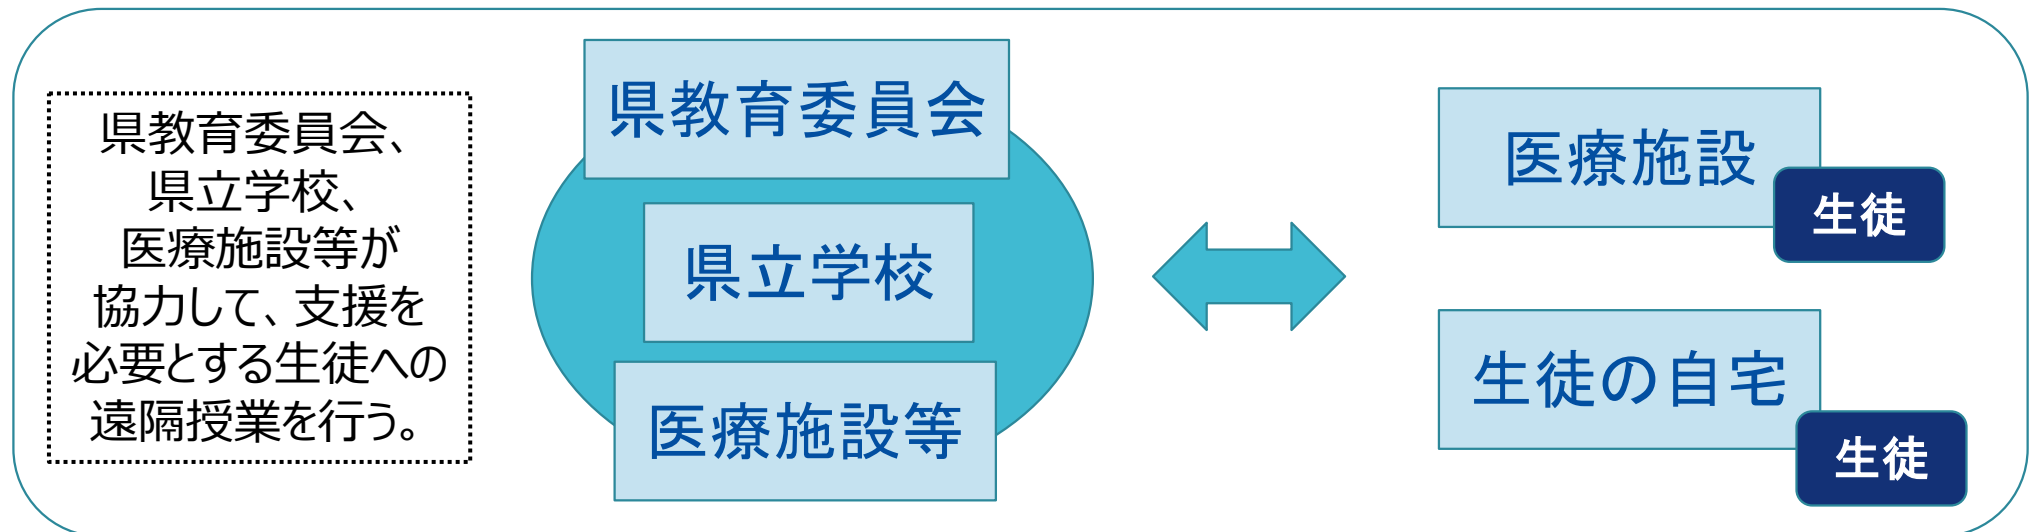 県教育委員会、
県立学校、
医療施設等が
協力して、支援を
必要とする生徒への
遠隔授業を行う。
県教育委員会
県立学校
医療施設等
医療施設
生徒
生徒の自宅
生徒